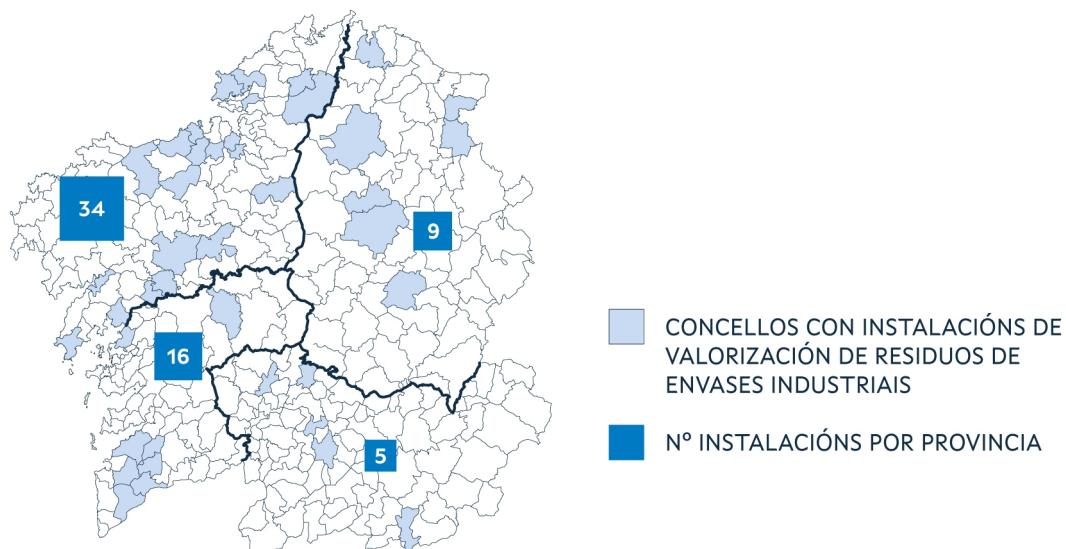 34
9
16
5
CONCELLOS CON INSTALACIÓNS DE
VALORIZACIÓN DE RESIDUOS DE
ENVASES INDUSTRIAIS
Nº INSTALACIÓNS POR PROVINCIA